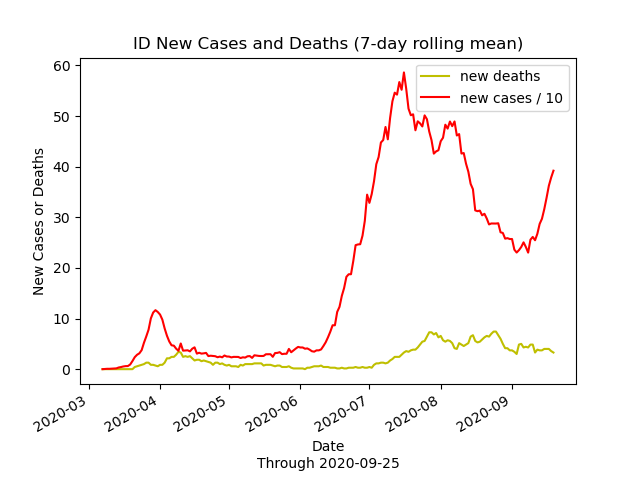 ID New Cases and Deaths (7-day rolling mean)
new deaths
new cases / 10
New Cases or Deaths
60
50
40
30
20
10
0
2020-03
2020-04
2020-05
2020-06
2020-07
2020-08
2020-09
Date
Through 2020-09-25